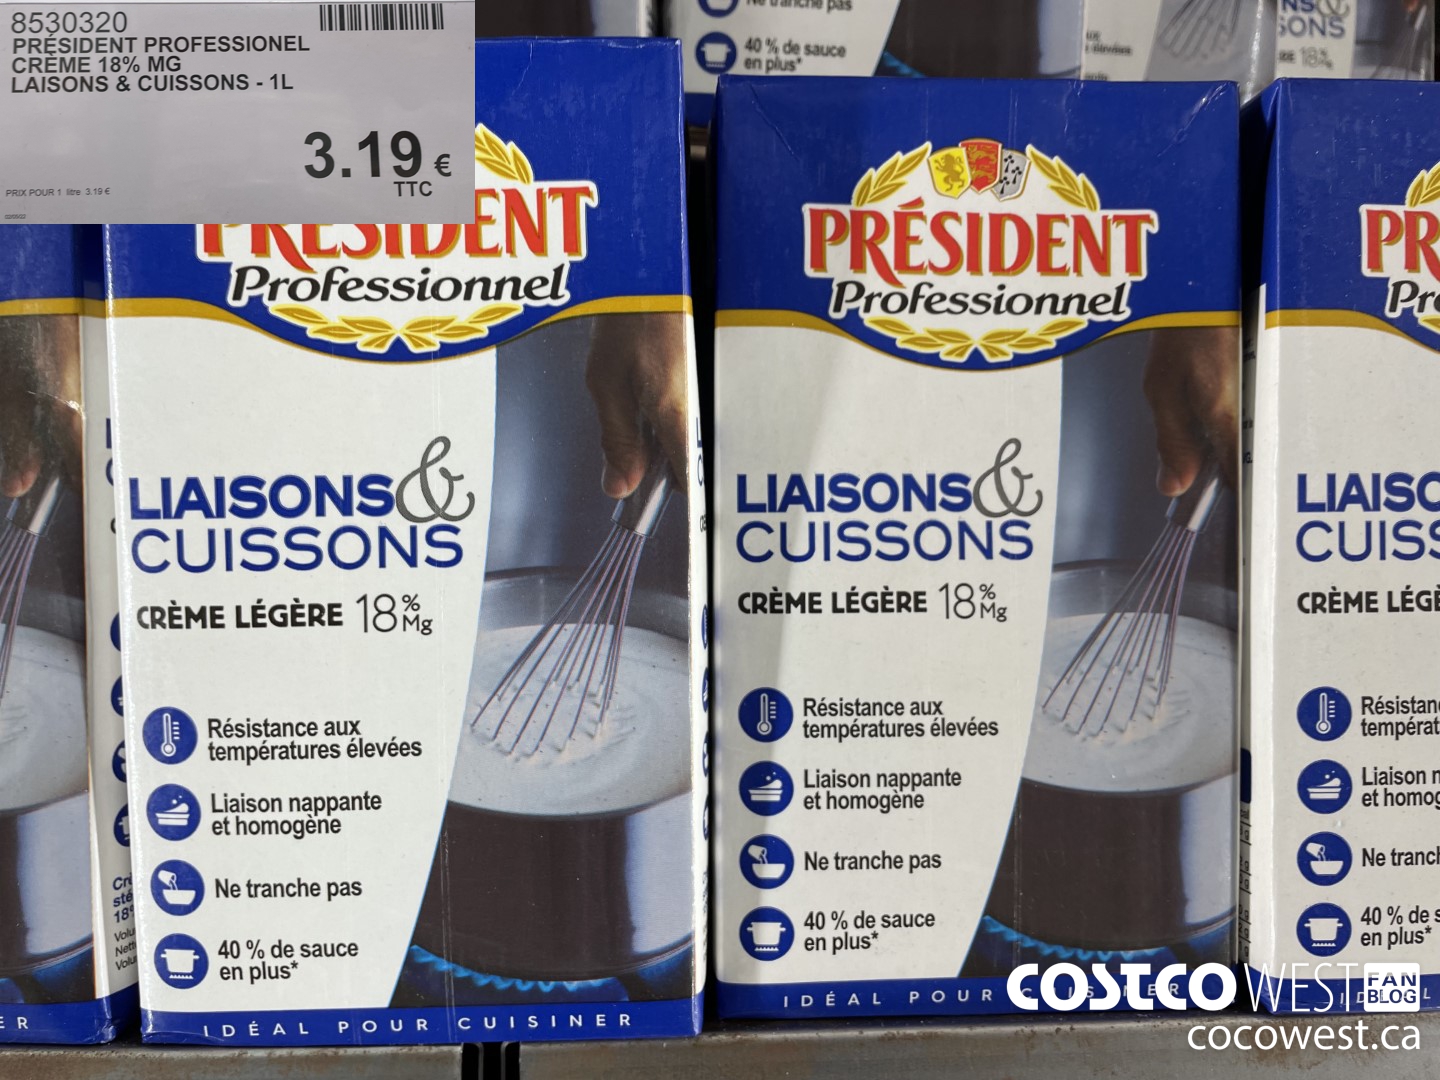 8530320
PRÉSIDENT PROFESSIONEL
CRÈME 18% MG
LAISONS & CUISSONS - 1L
3.19 €
TTC
PRIX POUR 1 litre 3.19 €
Ne tranche pas
40 % de sauce
en plus*
PRÉSIDENT
Professionnel
LIAISONS &
CUISSONS
CRÈME LÉGÈRE 18% Mg
Résistance aux
températures élevées
Liaison nappante
et homogène
Ne tranche pas
40 % de sauce
en plus*
IDÉAL POUR CUISINER
PRÉSIDENT
Professionnel
LIAISONS &
CUISSONS
CRÈME LÉGÈRE 18% Mg
Résistance aux
températures élevées
Liaison nappante
et homogène
Ne tranche pas
40 % de sauce
en plus*
IDÉAL POUR
COSTCO WEST FAN BLOG
cocowest.ca